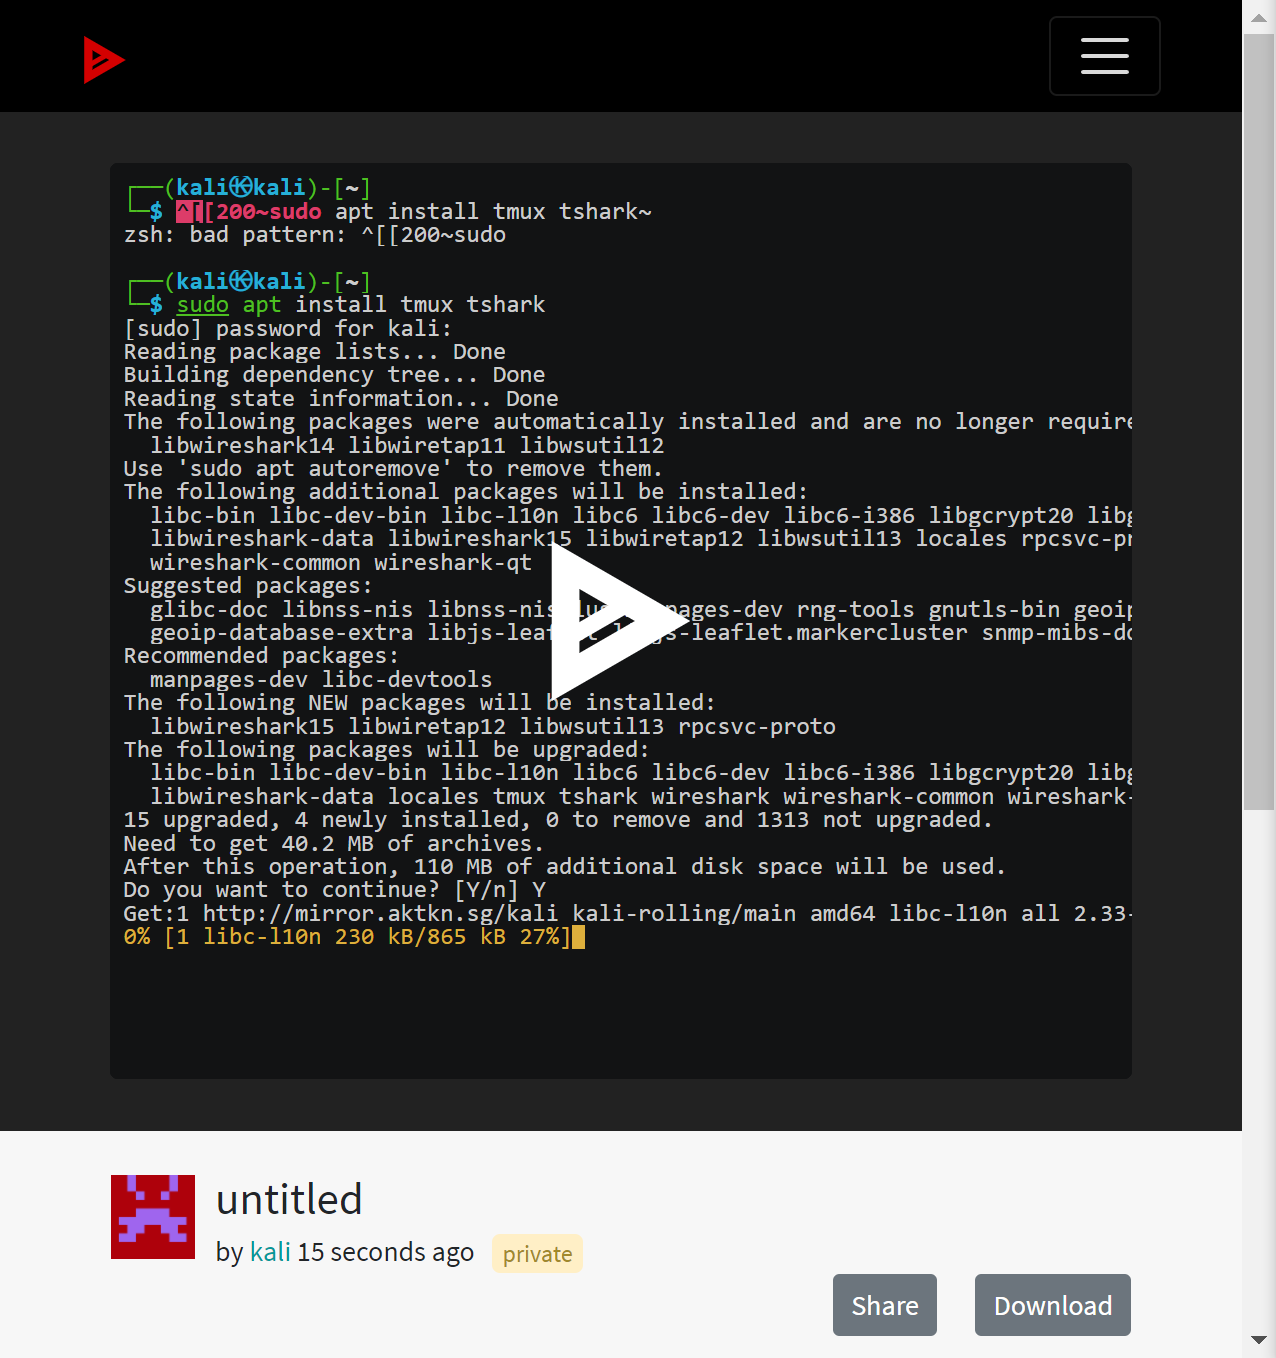 ┌──(kali㉿kali)-[~]
└─$ ^[[200~sudo apt install tmux tshark~
zsh: bad pattern: ^[[200~sudo
┌──(kali㉿kali)-[~]
└─$ sudo apt install tmux tshark
[sudo] password for kali:
Reading package lists... Done
Building dependency tree... Done
Reading state information... Done
The following packages were automatically installed and are no longer require
libwireshark14 libwiretap11 libwsutil12
Use 'sudo apt autoremove' to remove them.
The following additional packages will be installed:
libc-bin libc-dev-bin libc-l10n libc6 libc6-dev libc6-i386 libgcrypt20 libg
libwireshark-data libwireshark15 libwiretap12 libwsutil13 locales rpcsvc-pr
wireshark-common wireshark-qt
Suggested packages:
glibc-doc libnss-nis pages-dev rng-tools gnutls-bin geoip
geoip-database-extra s-leaflet.markercluster snmp-mibs-do
Recommended packages:
manpages-dev libc-devtools
The following NEW packages will be installed:
libwireshark15 libwiretap12 libwsutil13 rpcsvc-proto
The following packages will be upgraded:
libc-bin libc-dev-bin libc-l10n libc6 libc6-dev libc6-i386 libgcrypt20 libg
libwireshark-data locales tmux tshark wireshark wireshark-common wireshark-
15 upgraded, 4 newly installed, 0 to remove and 1313 not upgraded.
Need to get 40.2 MB of archives.
After this operation, 110 MB of additional disk space will be used.
Do you want to continue? [Y/n] Y
Get:1 http://mirror.aktkn.sg/kali kali-rolling/main amd64 libc-l10n all 2.33-
0% [1 libc-l10n 230 kB/865 kB 27%]
untitled
by kali 15 seconds ago private
Share Download